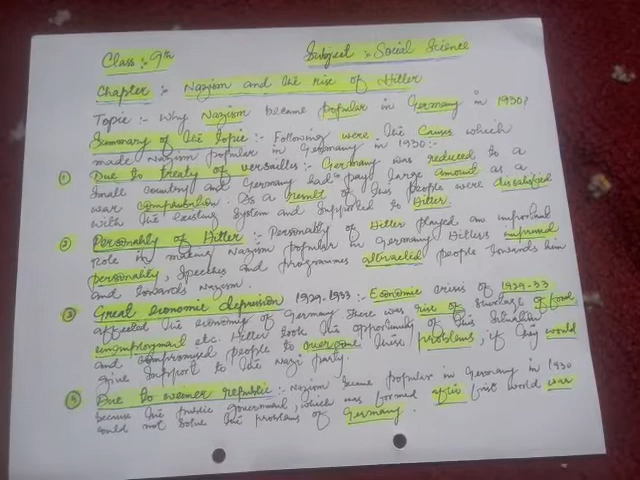 Class :- 9th
Subject :- Social Science
Chapter :- Nazism and the rise of Hitler
Topic :- Why Nazism became popular in Germany in 1930?
Summary of the topic :- Following were the causes which
made Nazism popular in Germany in 1930 :-
① Due to treaty of versailles :- Germany was reduced to a
small country and Germany had pay large amount as a
war As a result of this people were
with the existing system and supported to Hitler.
② Personality of Hitler :- Personality of Hitler played an important
Role in making Nazism popular in Germany Hitlers
personality, speeches and programmes attracted people towards him
and towards Nazism.
③ Great economic depression 1929-1933 :- Economic crisis of 1929-33
affected the economy of Germany there was rise of shortage of food
etc. Hitler took the opportunity of this situation
and people to overcome these problems, if they would
give support to the Nazi party.
Due to republic :- Nazism became popular in Germany in 1930
because the public government, which was formed after first world war
could not solve the problems of Germany.